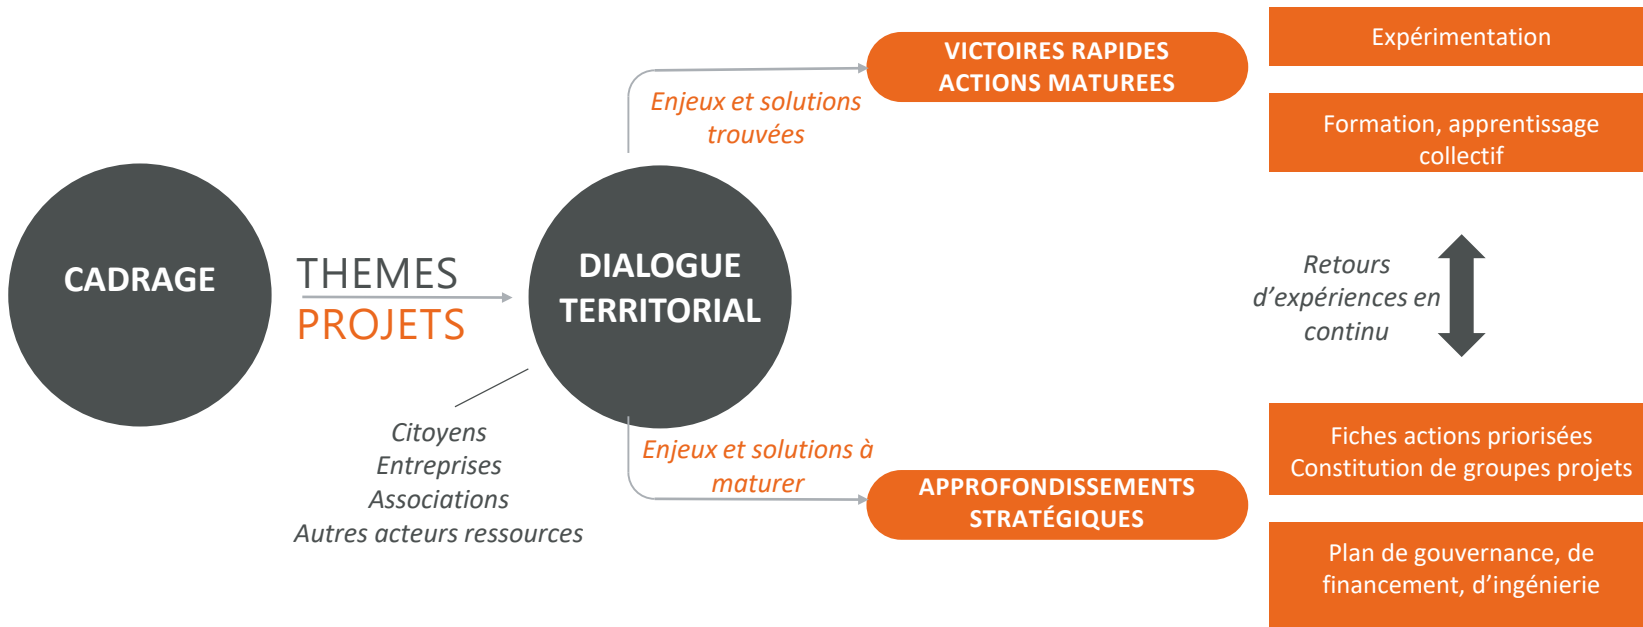 CADRAGE
THEMES
PROJETS
DIALOGUE
TERRITORIAL
Citoyens
Entreprises
Associations
Autres acteurs ressources
Enjeux et solutions
trouvées
VICTOIRES RAPIDES
ACTIONS MATUREES
Expérimentation
Formation, apprentissage
collectif
Retours
d’expériences en
continu
Enjeux et solutions à
maturer
APPROFONDISSEMENTS
STRATÉGIQUES
Fiches actions priorisées
Constitution de groupes projets
Plan de gouvernance, de
financement, d’ingénierie